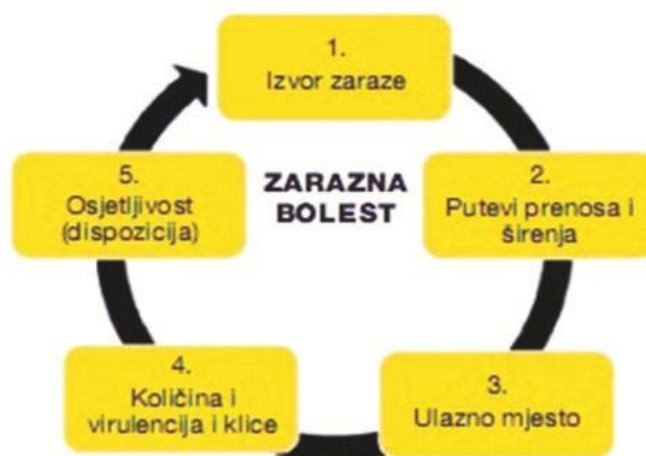 1.
Izvor zaraze
2.
Putevi prenosa i
širenja
3.
Ulazno mjesto
4.
Količina i
virulencija i klice
5.
Osjetljivost
(dispozicija)
ZARAZNA
BOLEST